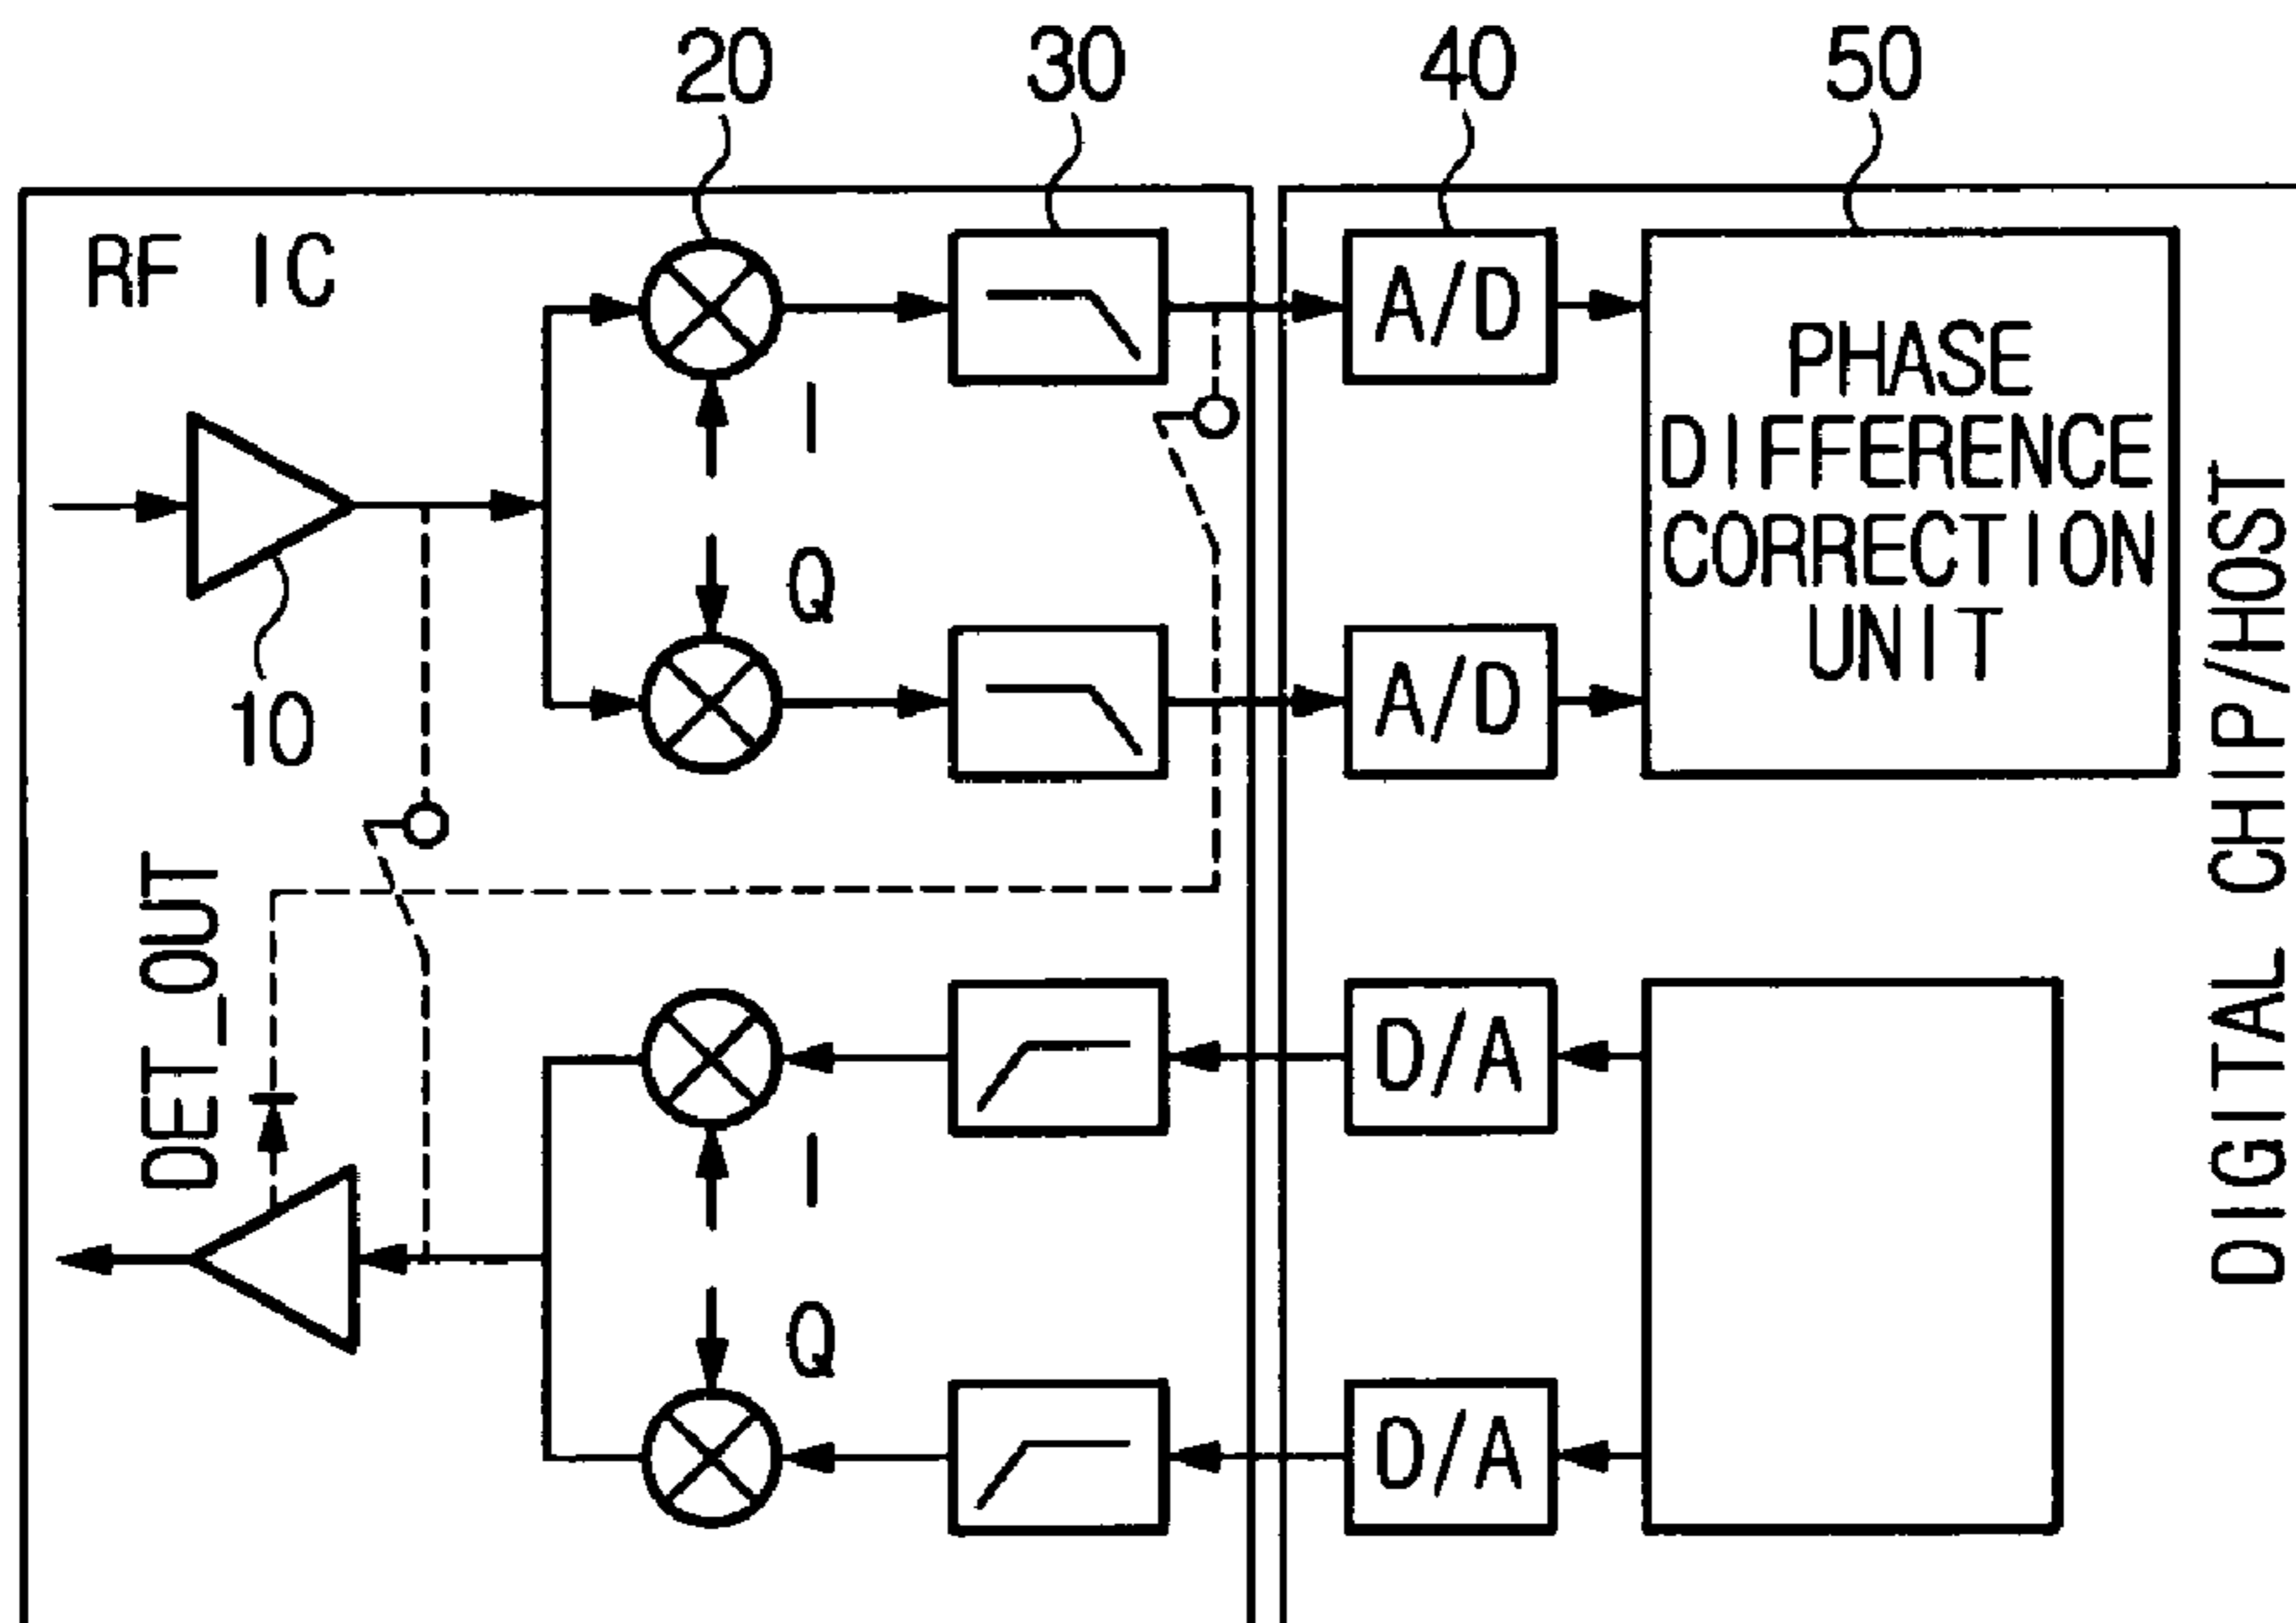 20
30
40
50
RF IC
A/D
PHASE
DIFFERENCE
CORRECTION
UNIT
I
Q
10
A/D
DET_OUT
D/A
I
Q
D/A
DIGITAL CHIP/HOST